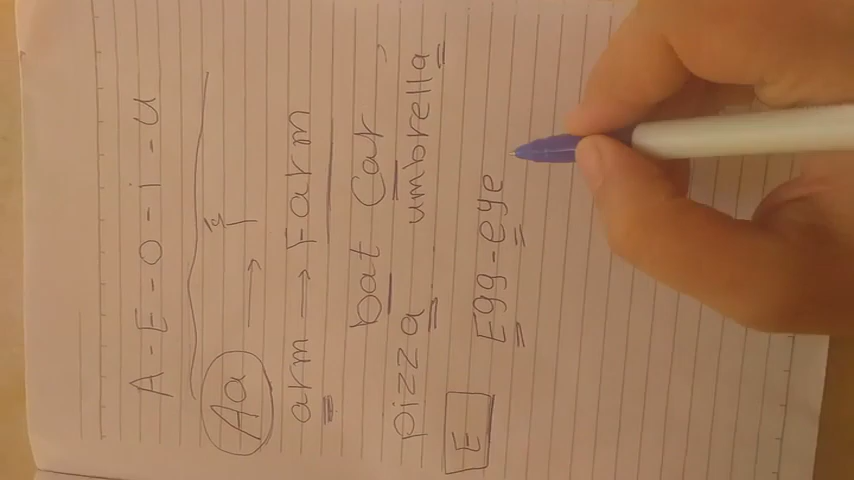 A-E-O-i-U
Aa →
arm → Farm
bat Car,
pizza umbrella
E Egg-eye